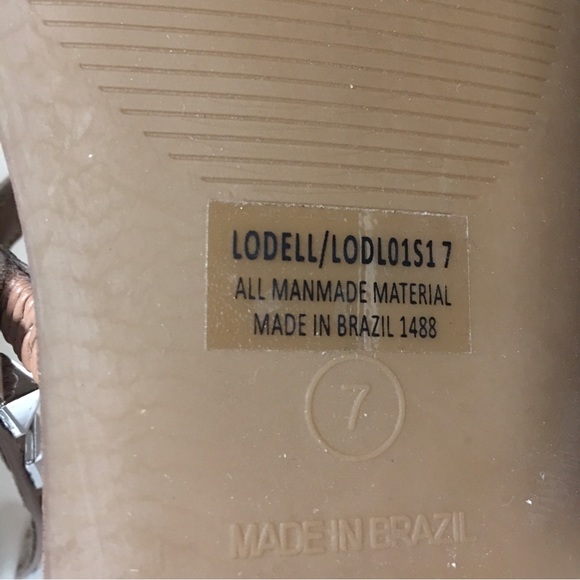 LODELL/LODL01S1 7
ALL MANMADE MATERIAL
MADE IN BRAZIL 1488
7
MADE IN BRAZIL